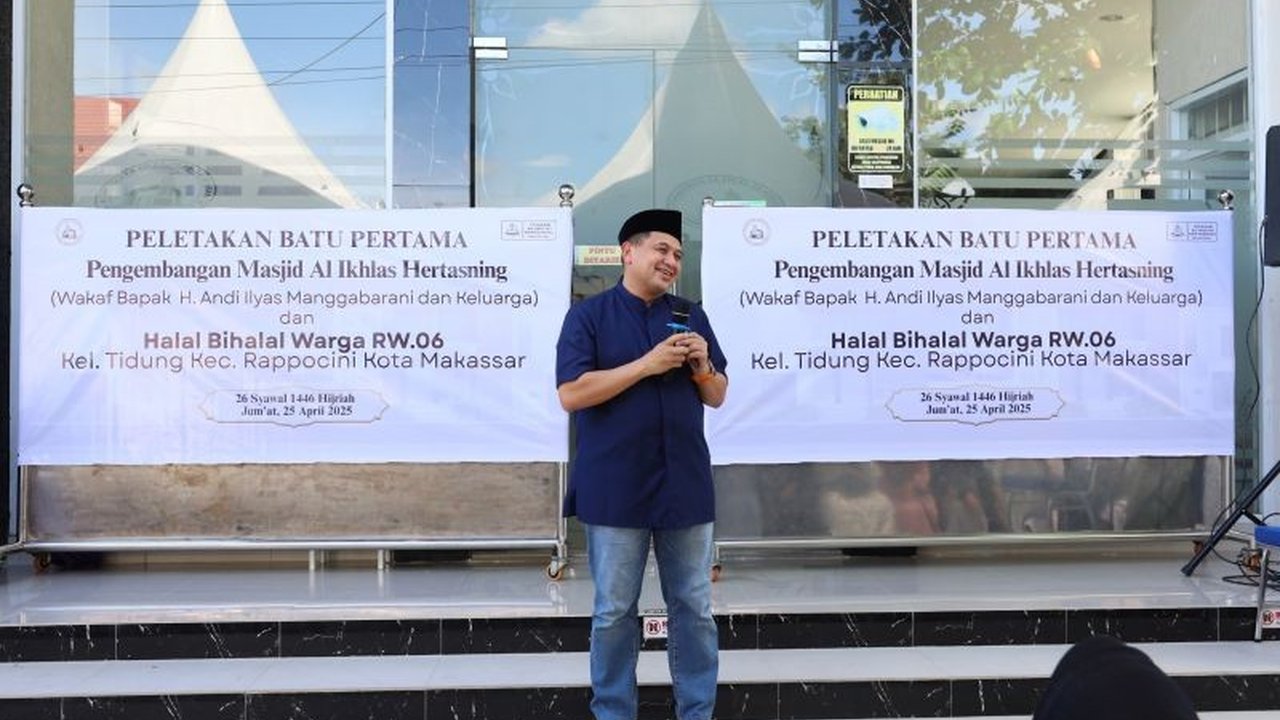 PELETAKAN BATU PERTAMA
Pengembangan Masjid Al Ikhlas Hertasning
(Wakaf Bapak H. Andi Ilyas Manggabarani dan Keluarga)
dan
Halal Bihalal Warga RW.06
Kel. Tidung Kec. Rappocini Kota Makassar
26 Syawal 1446 Hijriah
Jum'at, 25 April 2025
PELETAKAN BATU PERTAMA
Pengembangan Masjid Al Ikhlas Hertasning
(Wakaf Bapak H. Andi Ilyas Manggabarani dan Keluarga)
dan
Halal Bihalal Warga RW.06
Kel. Tidung Kec. Rappocini Kota Makassar
26 Syawal 1446 Hijriah
Jum'at, 25 April 2025
PERHATIAN
PINTU